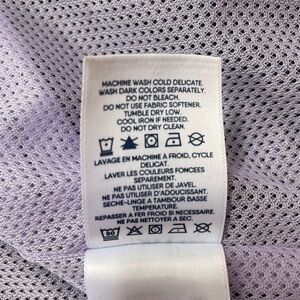 MACHINE WASH COLD DELICATE,
WASH DARK COLORS SEPARATELY.
DO NOT BLEACH.
DO NOT USE FABRIC SOFTENER.
TUMBLE DRY LOW.
COOL IRON IF NEEDED.
DO NOT DRY CLEAN.
LAVAGE EN MACHINE A FROID, CYCLE
DELICAT.
LAVER LES COULEURS FONCEES
SEPAREMENT.
NE PAS UTILISER DE JAVEL.
NE PAS UTILISER D'ADOUCISSANT.
SECHE-LINGE A TAMBOUR BASSE
TEMPERATURE.
REPASSER A FER FROID SI NECESSAIRE.
NE PAS NETTOYER A SEC.
30